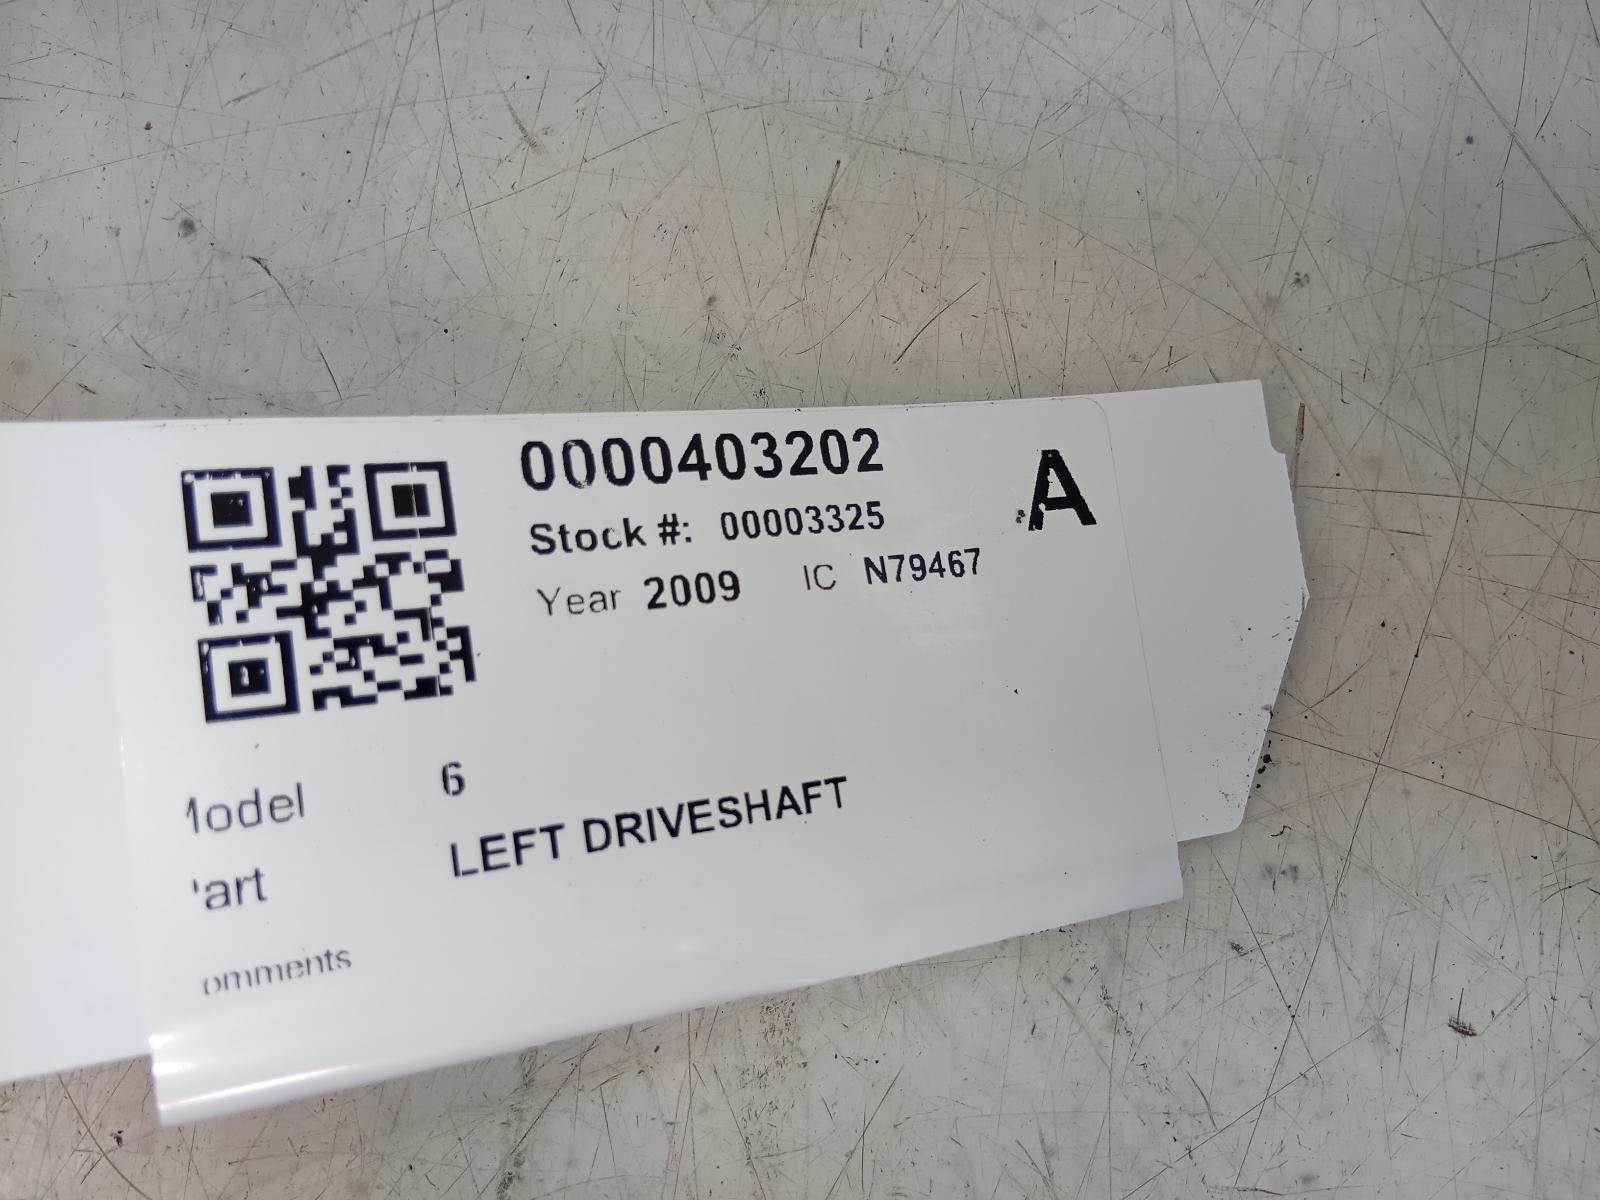 0000403202
A
Stock #: 00003325
Year 2009 IC N79467
Model 6
Part LEFT DRIVESHAFT
omments